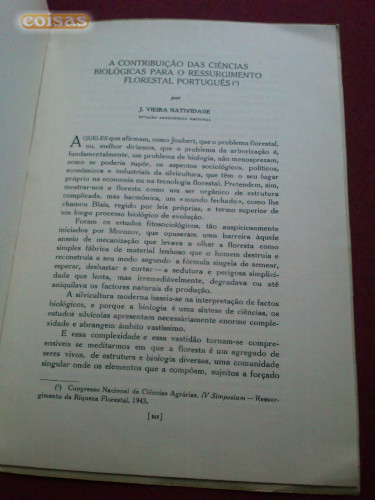 coisas
A CONTRIBUIÇÃO DAS CIÊNCIAS
BIOLÓGICAS PARA O RESSURGIMENTO
FLORESTAL PORTUGUÊS (¹)
por
J. VIEIRA NATIVIDADE
ESTAÇÃO AGRONÓMICA NACIONAL
AQUELES que afirmam, como Joubert, que o problema florestal,
ou, melhor diríamos, que o problema da arborização é,
fundamentalmente, um problema de biologia, não menosprezam,
como se poderia supôr, os aspectos sociológicos, políticos,
económicos e industriais da silvicultura, que têm o seu lugar
próprio na economia ou na tecnologia florestal. Pretendem, sim,
mostrar-nos a floresta como um ser orgânico de estrutura
complicada, mas harmónica, um «mundo fechado», como lhe
chamou Blais, regido por leis próprias, e termo superior de
um longo processo biológico de evolução.
Foram os estudos fitosociológicos, tão auspiciosamente
iniciados por Morozov, que opuseram uma barreira àquele
anseio de mecanização que levava a olhar a floresta como
simples fábrica de material lenhoso que o homem destruía e
reconstruía a seu modo segundo a fórmula singela de semear,
esperar, desbastar e cortar — a sedutora e perigosa simplici-
dade que lenta, mas irremediàvelmente, degradava ou até
aniquilava os factores naturais de produção.
A silvicultura moderna baseia-se na interpretação de factos
biológicos, e porque a biologia é uma síntese de ciências, os
estudos silvícolas apresentam necessàriamente enorme comple-
xidade e abrangem âmbito vastíssimo.
E essa complexidade e essa vastidão tornam-se compre-
ensíveis se meditarmos em que a floresta é um agregado de
seres vivos, de estrutura e biologia diversas, uma comunidade
singular onde os elementos que a compõem, sujeitos a forçado
(¹) Congresso Nacional de Ciências Agrárias. IV Simposium — Ressur-
gimento da Riqueza Florestal, 1943.